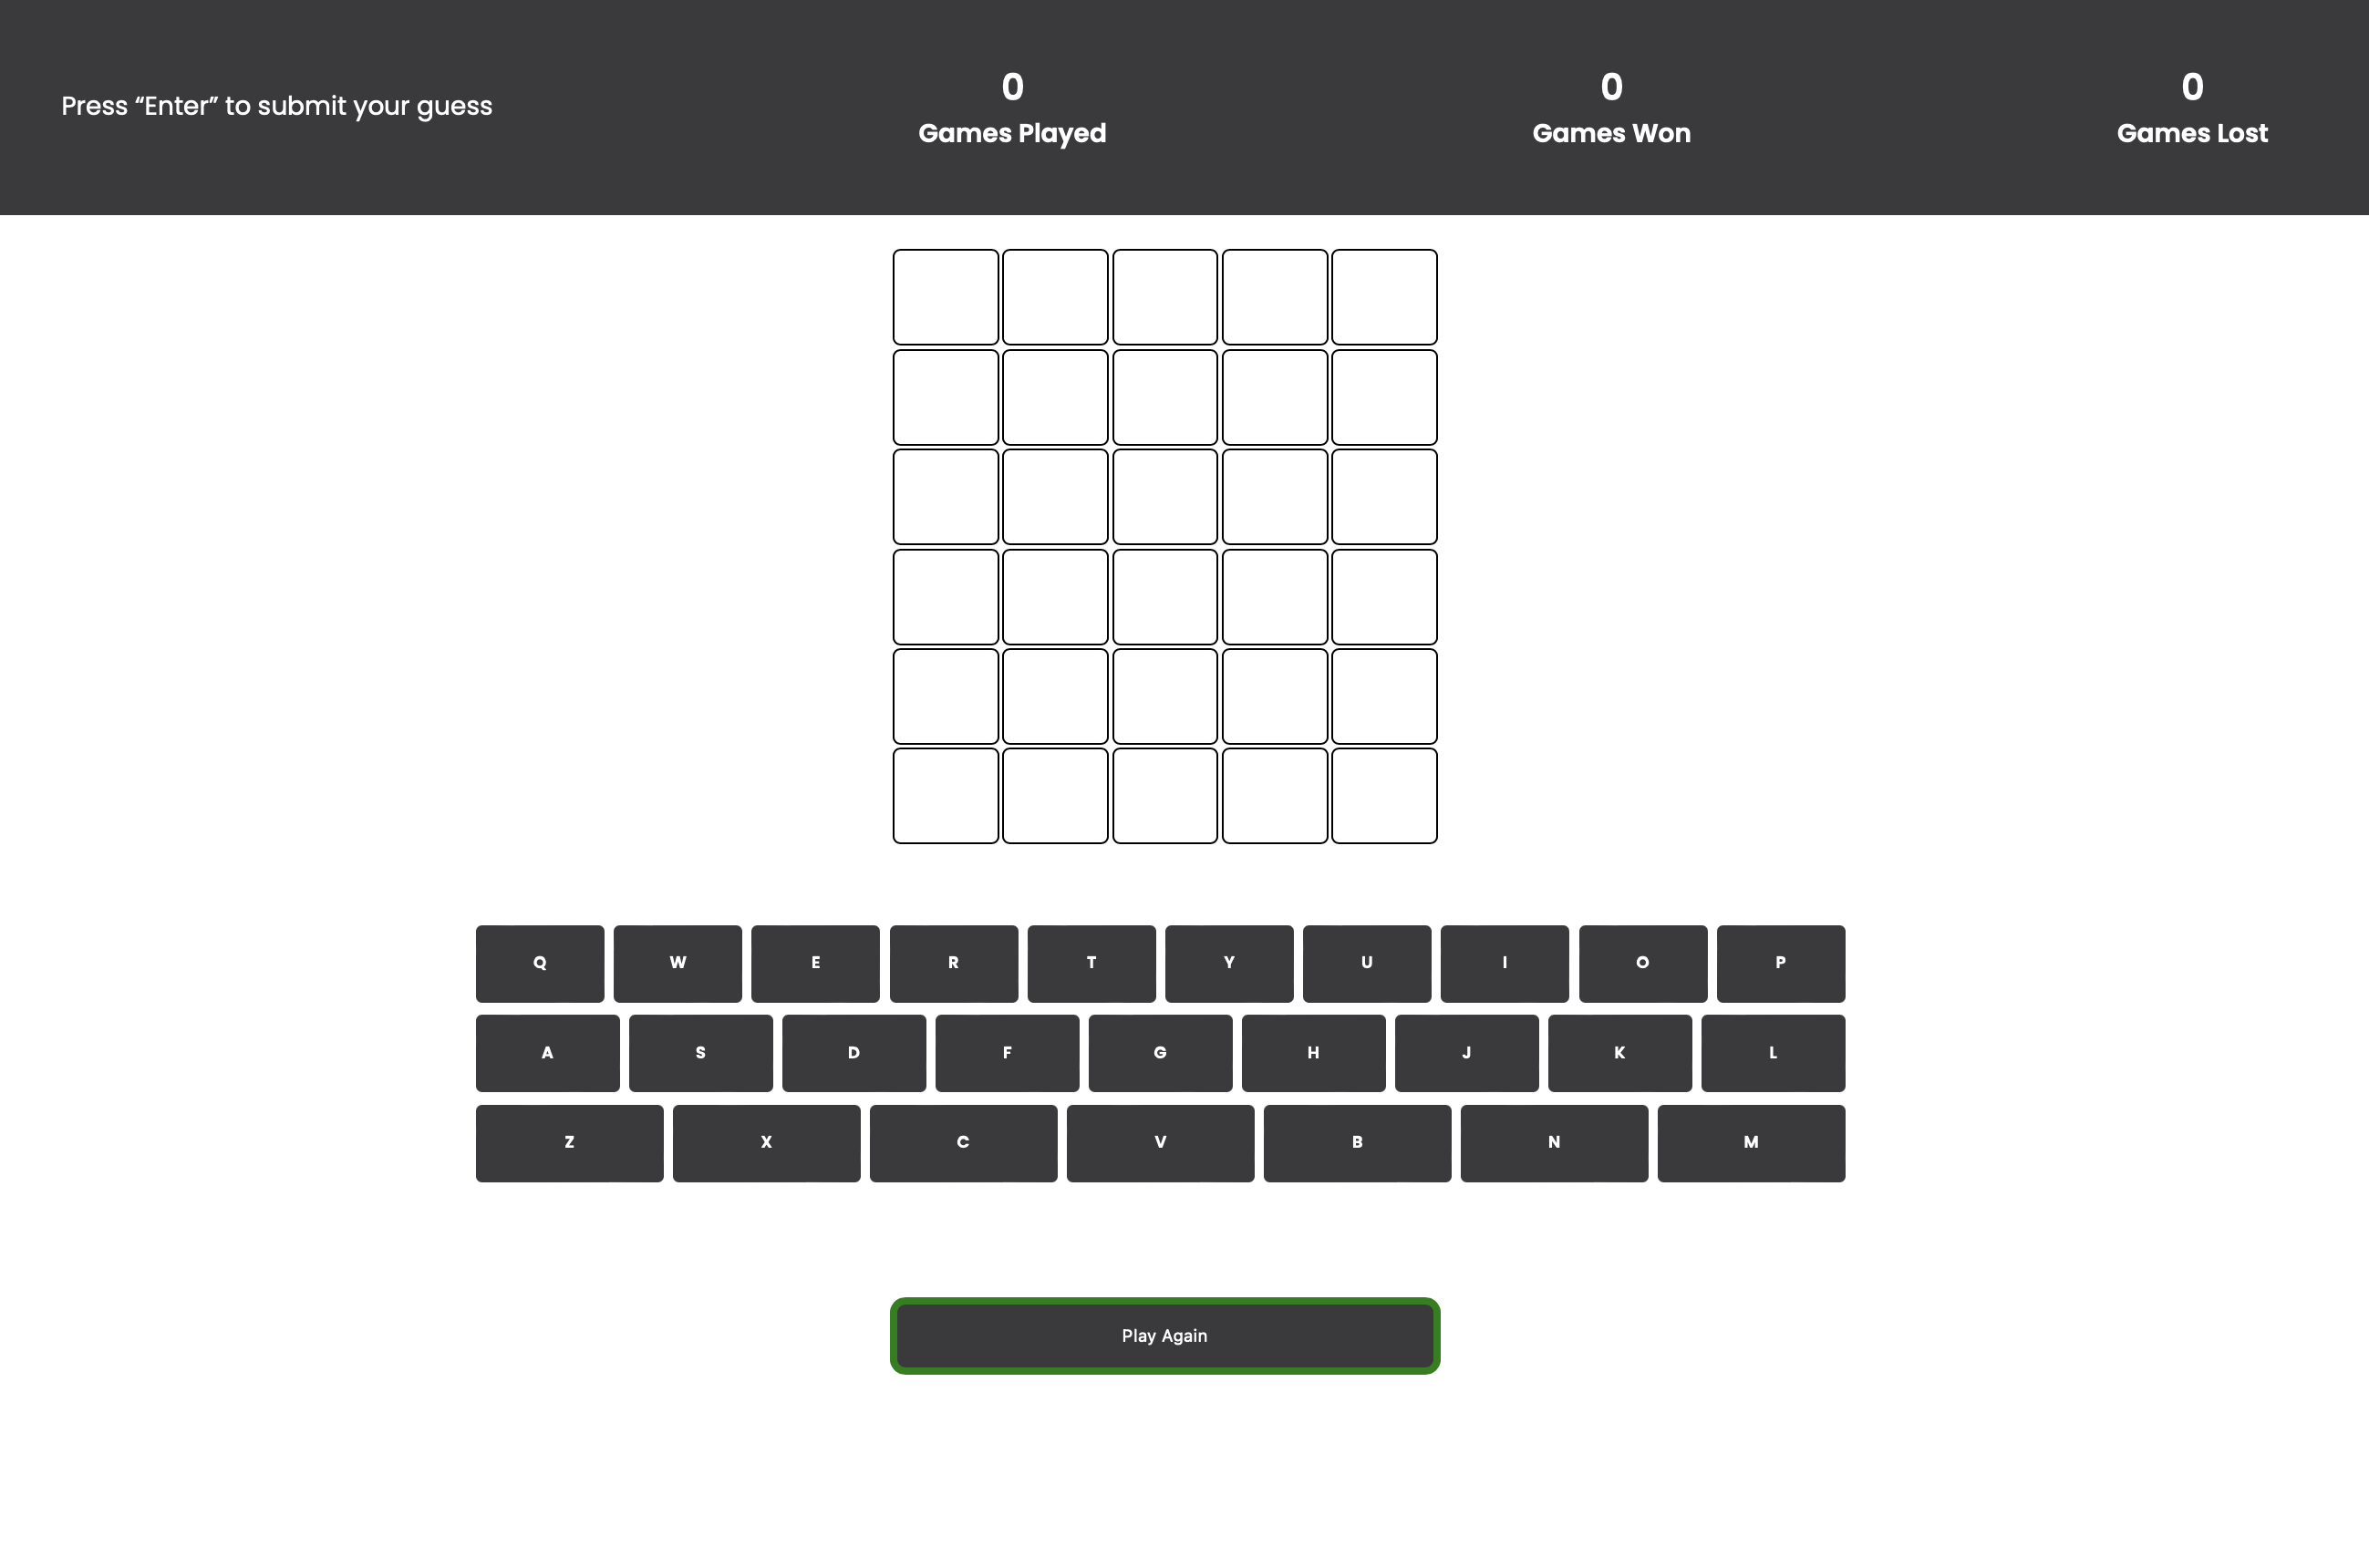 Press “Enter” to submit your guess
0
Games Played
0
Games Won
0
Games Lost
Q W E R T Y U I O P
A S D F G H J K L
Z X C V B N M
Play Again